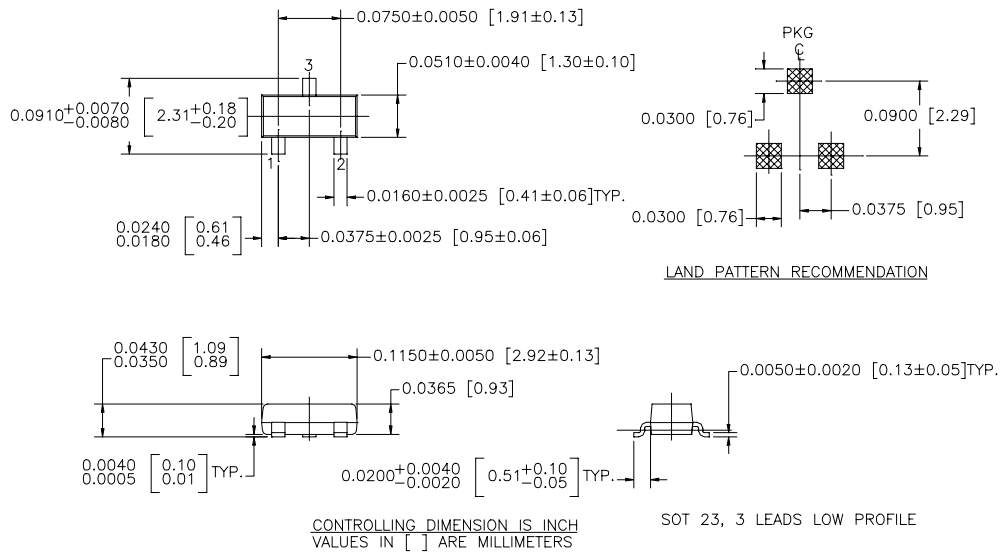 0.0750±0.0050 [1.91±0.13]
PKG
℄
3
0.0510±0.0040 [1.30±0.10]
0.0910+0.0070 -0.0080 [2.31+0.18 -0.20]
0.0300 [0.76]
0.0900 [2.29]
1
2
0.0160±0.0025 [0.41±0.06]TYP.
0.0300 [0.76]
0.0375 [0.95]
0.0240 [0.61
0.0180 0.46]
0.0375±0.0025 [0.95±0.06]
LAND PATTERN RECOMMENDATION
0.0430 [1.09
0.0350 0.89]
0.1150±0.0050 [2.92±0.13]
0.0365 [0.93]
0.0050±0.0020 [0.13±0.05]TYP.
0.0040 [0.10
0.0005 0.01] TYP.
0.0200+0.0040 -0.0020 [0.51+0.10 -0.05] TYP.
CONTROLLING DIMENSION IS INCH
VALUES IN [ ] ARE MILLIMETERS
SOT 23, 3 LEADS LOW PROFILE